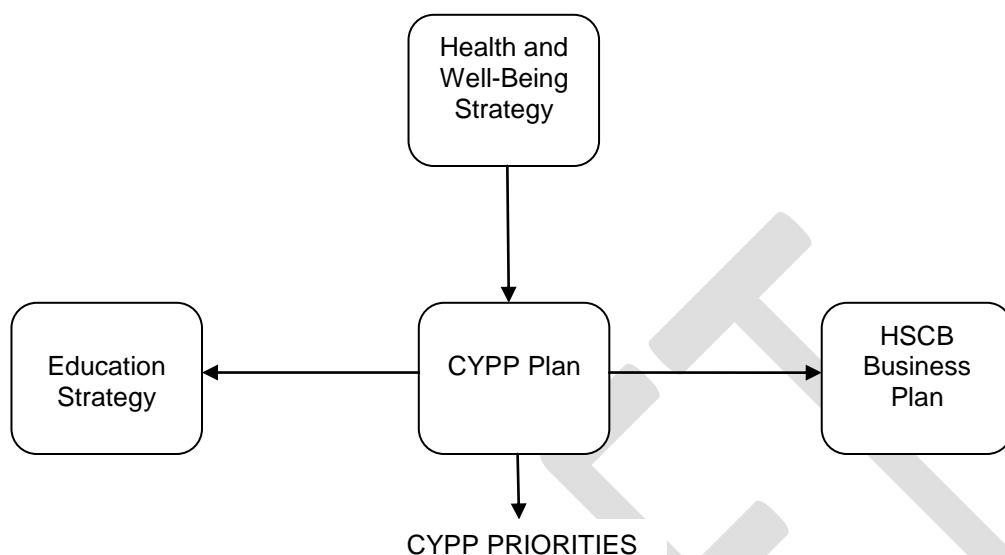 Health and
Well-Being
Strategy
Education
Strategy
CYPP Plan
HSCB
Business
Plan
CYPP PRIORITIES